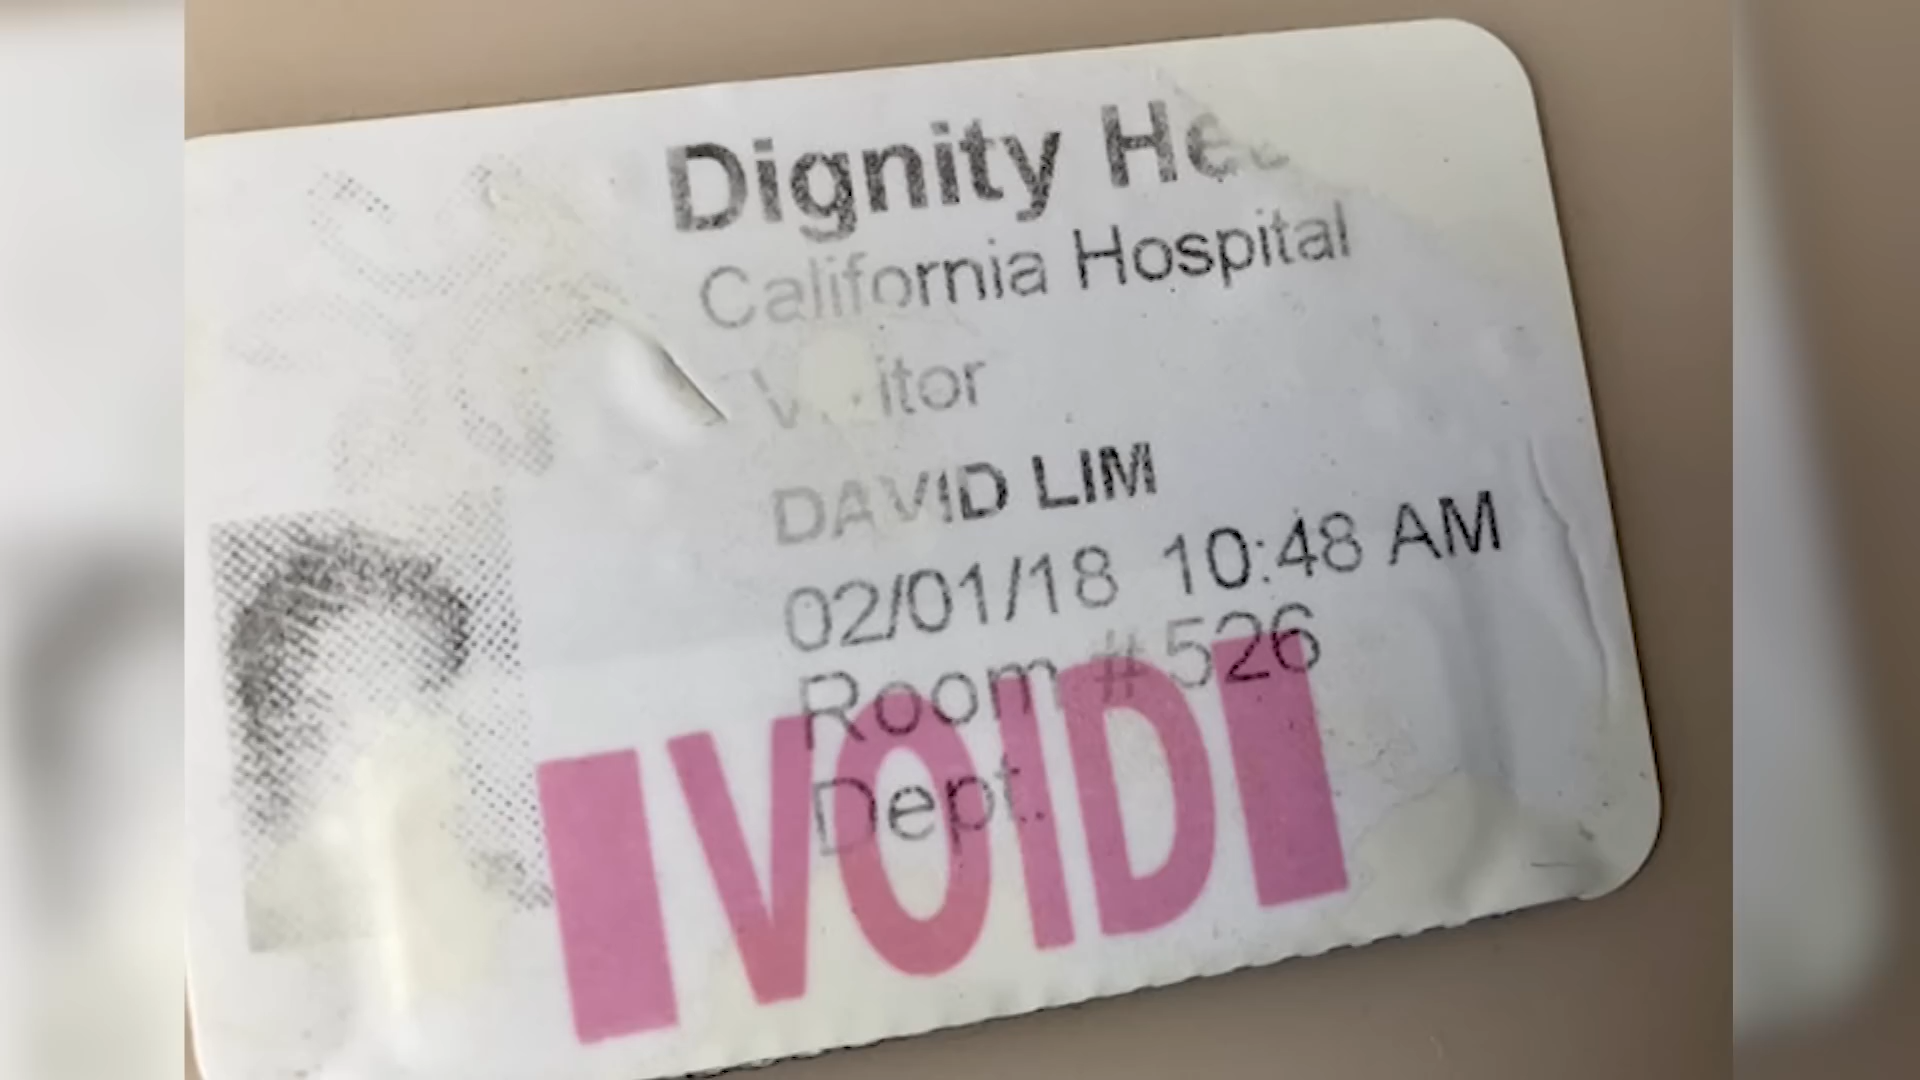 Dignity
California Hospital
DAVID LIM
02/01/18 10:48 AM
Room #526
Dept.
VOID